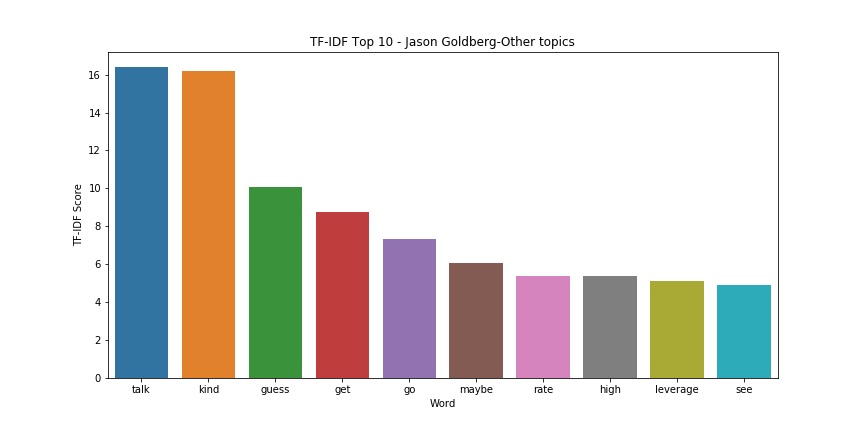 TF-IDF Top 10 - Jason Goldberg-Other topics
TF-IDF Score
16
14
12
10
8
6
4
2
0
talk kind guess get go maybe rate high leverage see
Word